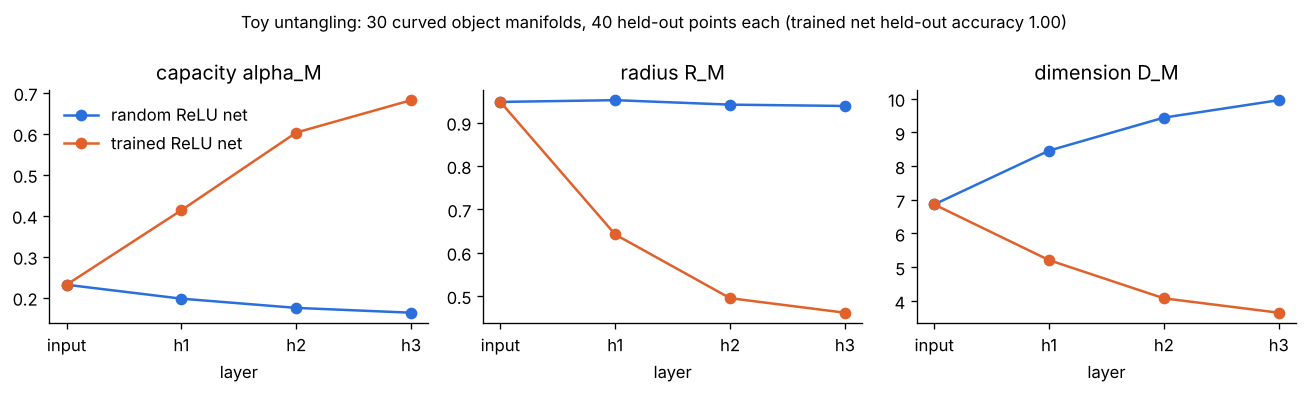 Toy untangling: 30 curved object manifolds, 40 held-out points each (trained net held-out accuracy 1.00)
capacity alpha_M
0.7
0.6
0.5
0.4
0.3
0.2
random ReLU net
trained ReLU net
input
h1
h2
h3
layer
radius R_M
0.9
0.8
0.7
0.6
0.5
input
h1
h2
h3
layer
dimension D_M
10
9
8
7
6
5
4
input
h1
h2
h3
layer